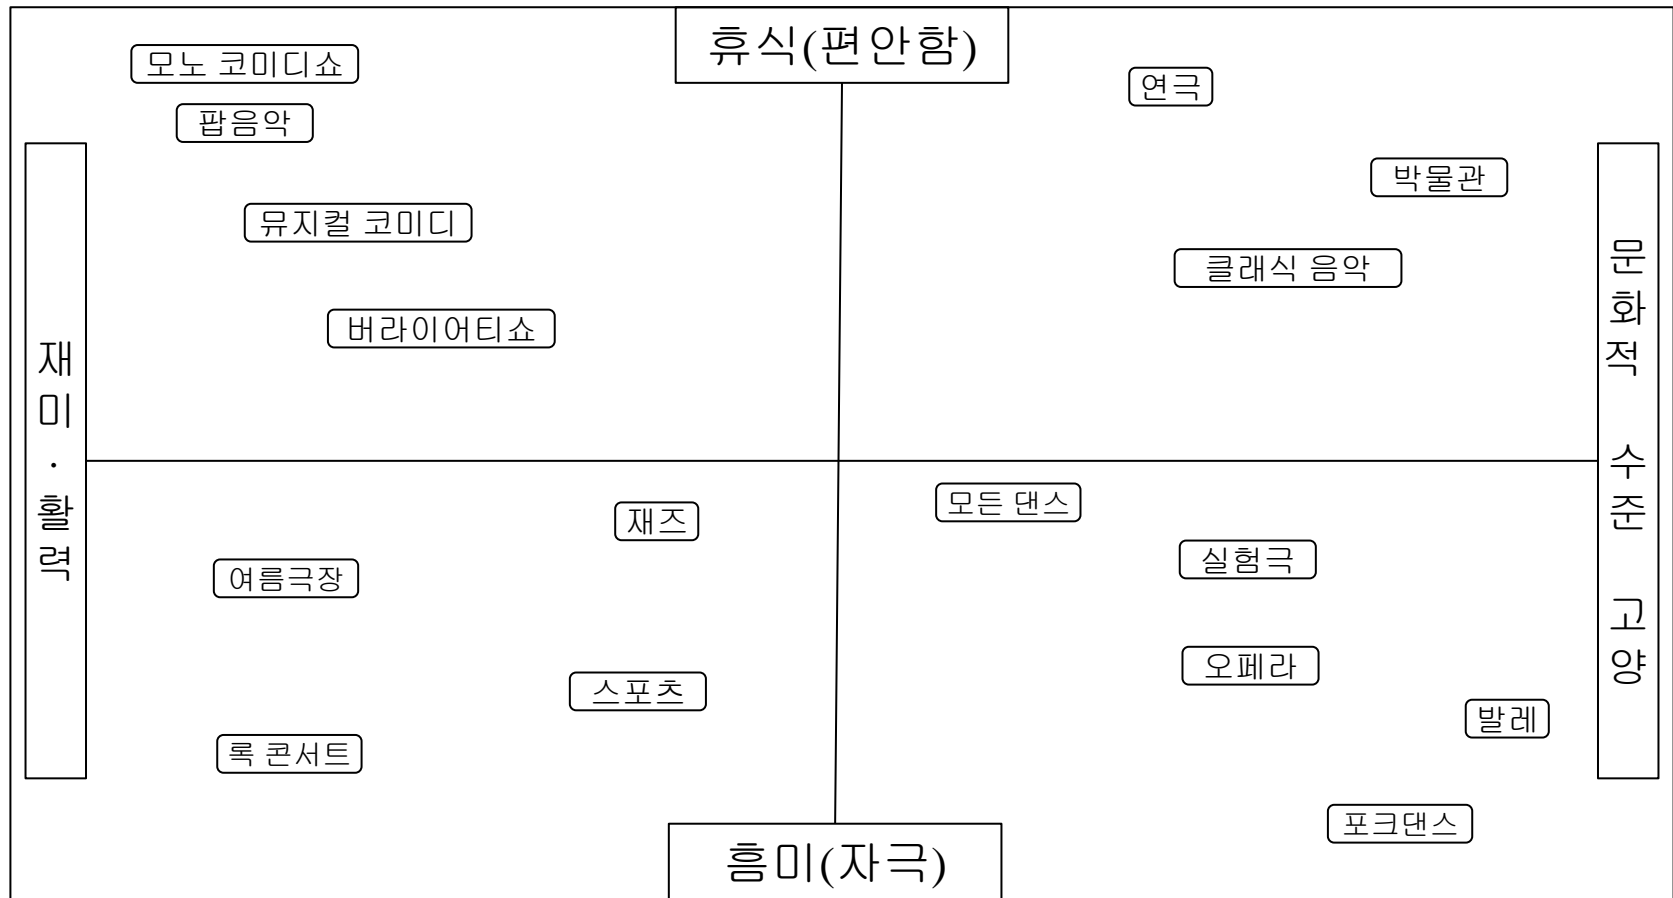 휴식(편안함)
모노 코미디쇼
연극
팝음악
박물관
뮤지컬 코미디
클래식 음악
버라이어티쇼
재미·활력
문화적 수준 고양
모든 댄스
재즈
실험극
여름극장
오페라
스포츠
발레
록 콘서트
포크댄스
흠미(자극)